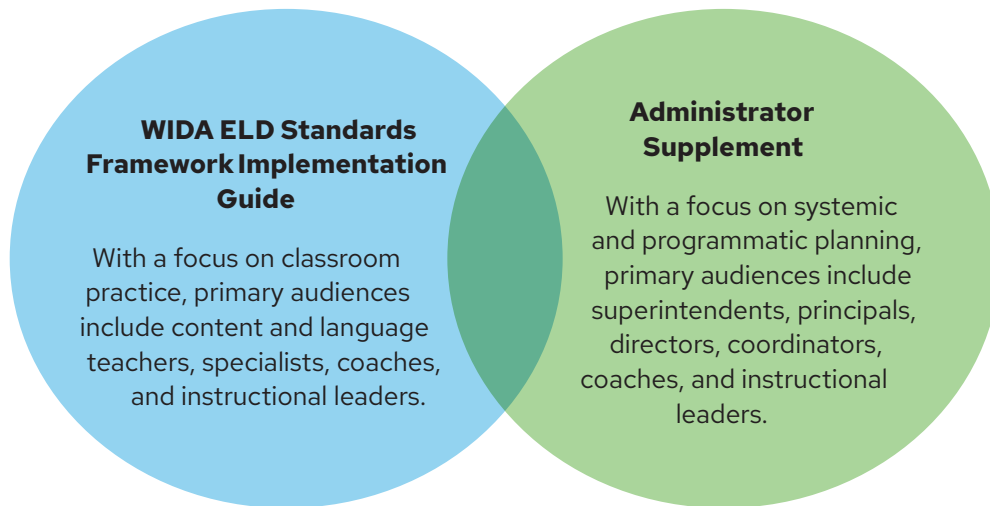 WIDA ELD Standards
Framework Implementation
Guide
With a focus on classroom
practice, primary audiences
include content and language
teachers, specialists, coaches,
and instructional leaders.
Administrator
Supplement
With a focus on systemic
and programmatic planning,
primary audiences include
superintendents, principals,
directors, coordinators,
coaches, and instructional
leaders.